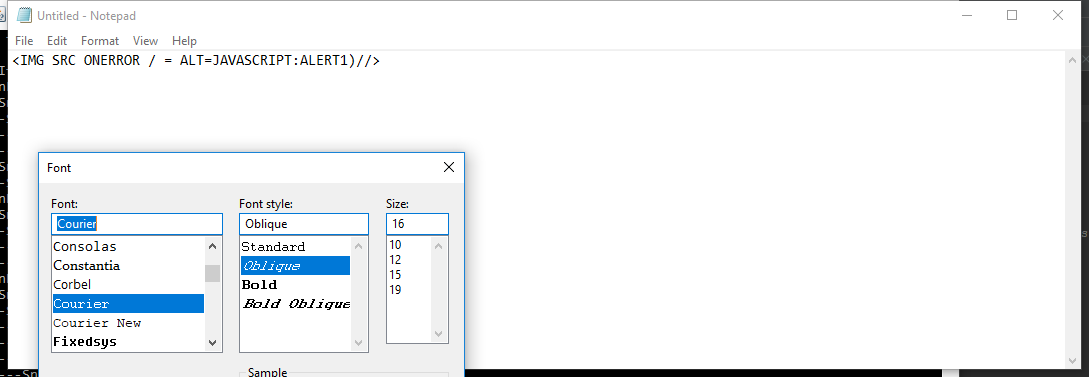 Untitled - Notepad
File Edit Format View Help
<IMG SRC ONERROR / = ALT=JAVASCRIPT:ALERT1)//>
Font
Font: Font style: Size:
Courier Oblique 16
Consolas Standard 10
Constantia Oblique 12
Corbel Bold 15
Courier Bold Oblique 19
Courier New
Fixedsys
Sample